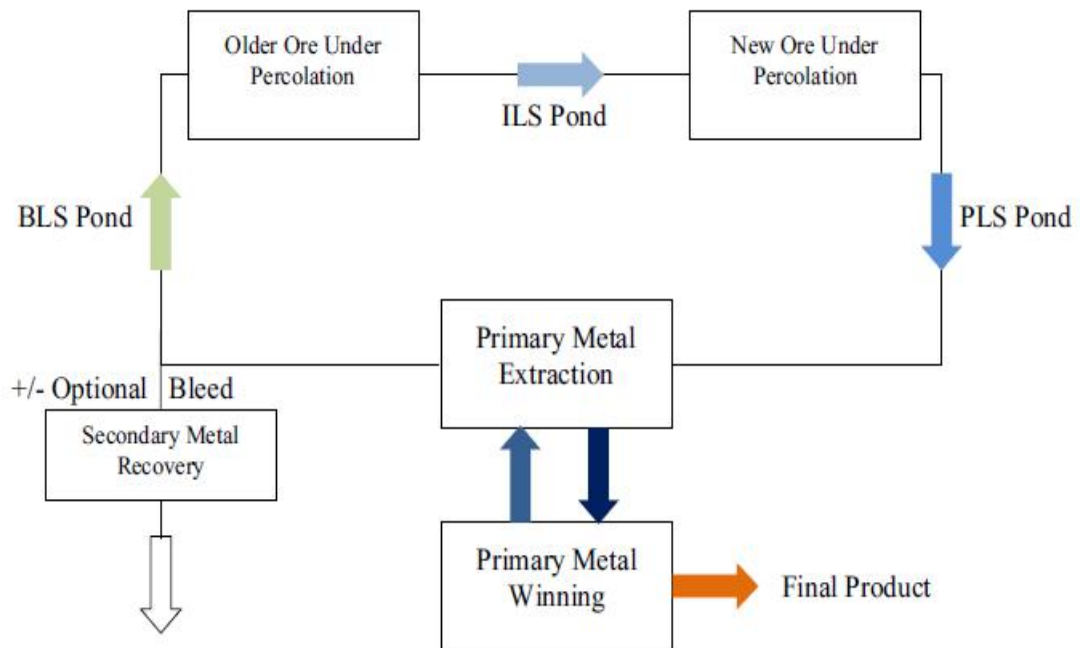 Older Ore Under
Percolation
New Ore Under
Percolation
ILS Pond
BLS Pond
PLS Pond
Primary Metal
Extraction
+/- Optional Bleed
Secondary Metal
Recovery
Primary Metal
Winning
Final Product